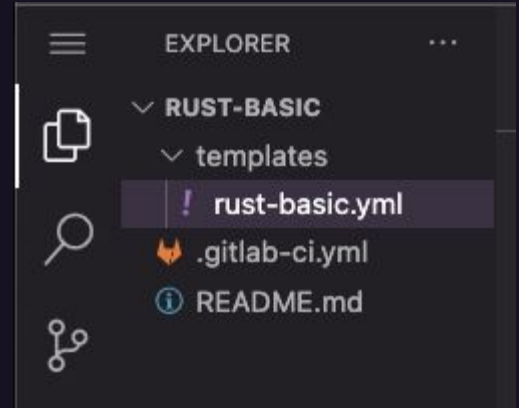 EXPLORER ...
RUST-BASIC
templates
! rust-basic.yml
.gitlab-ci.yml
README.md